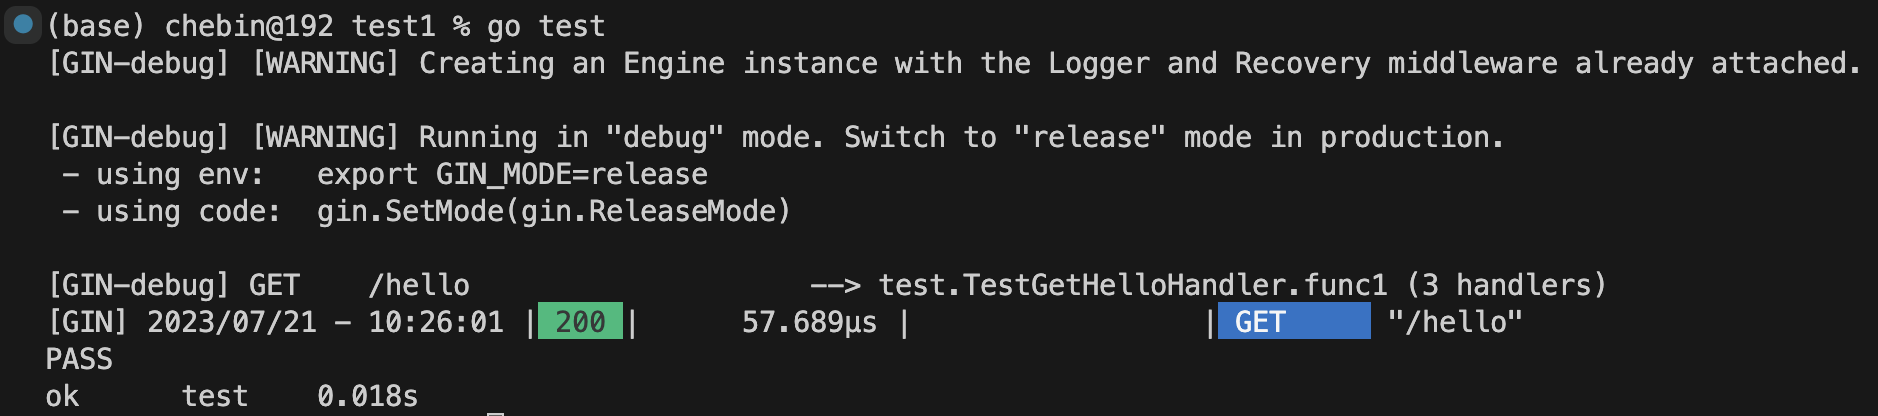 (base) chebin@192 test1 % go test
[GIN-debug] [WARNING] Creating an Engine instance with the Logger and Recovery middleware already attached.
[GIN-debug] [WARNING] Running in "debug" mode. Switch to "release" mode in production.
 - using env:   export GIN_MODE=release
 - using code:  gin.SetMode(gin.ReleaseMode)
[GIN-debug] GET    /hello                    --> test.TestGetHelloHandler.func1 (3 handlers)
[GIN] 2023/07/21 - 10:26:01 | 200 |      57.689µs |                 | GET      "/hello"
PASS
ok      test    0.018s